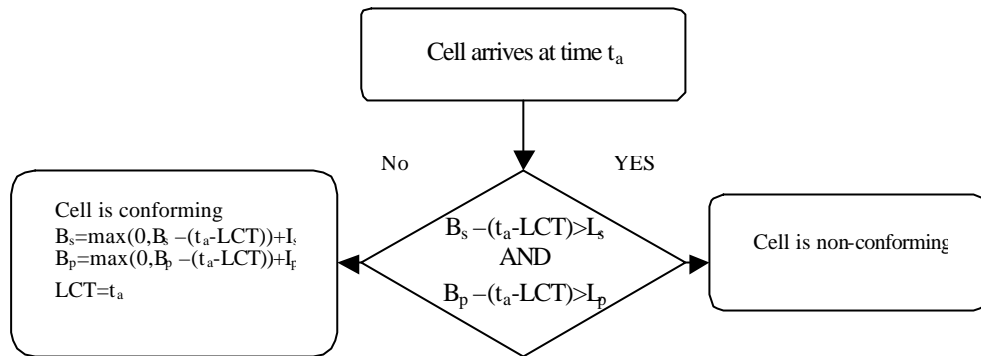 Cell arrives at time tₐ
No
YES
Cell is conforming
Bₛ=max(0,Bₛ –(tₐ-LCT))+Iₛ
Bₚ=max(0,Bₚ –(tₐ-LCT))+Iₚ
LCT=tₐ
Bₛ –(tₐ-LCT)>Lₛ
AND
Bₚ –(tₐ-LCT)>Lₚ
Cell is non-conforming